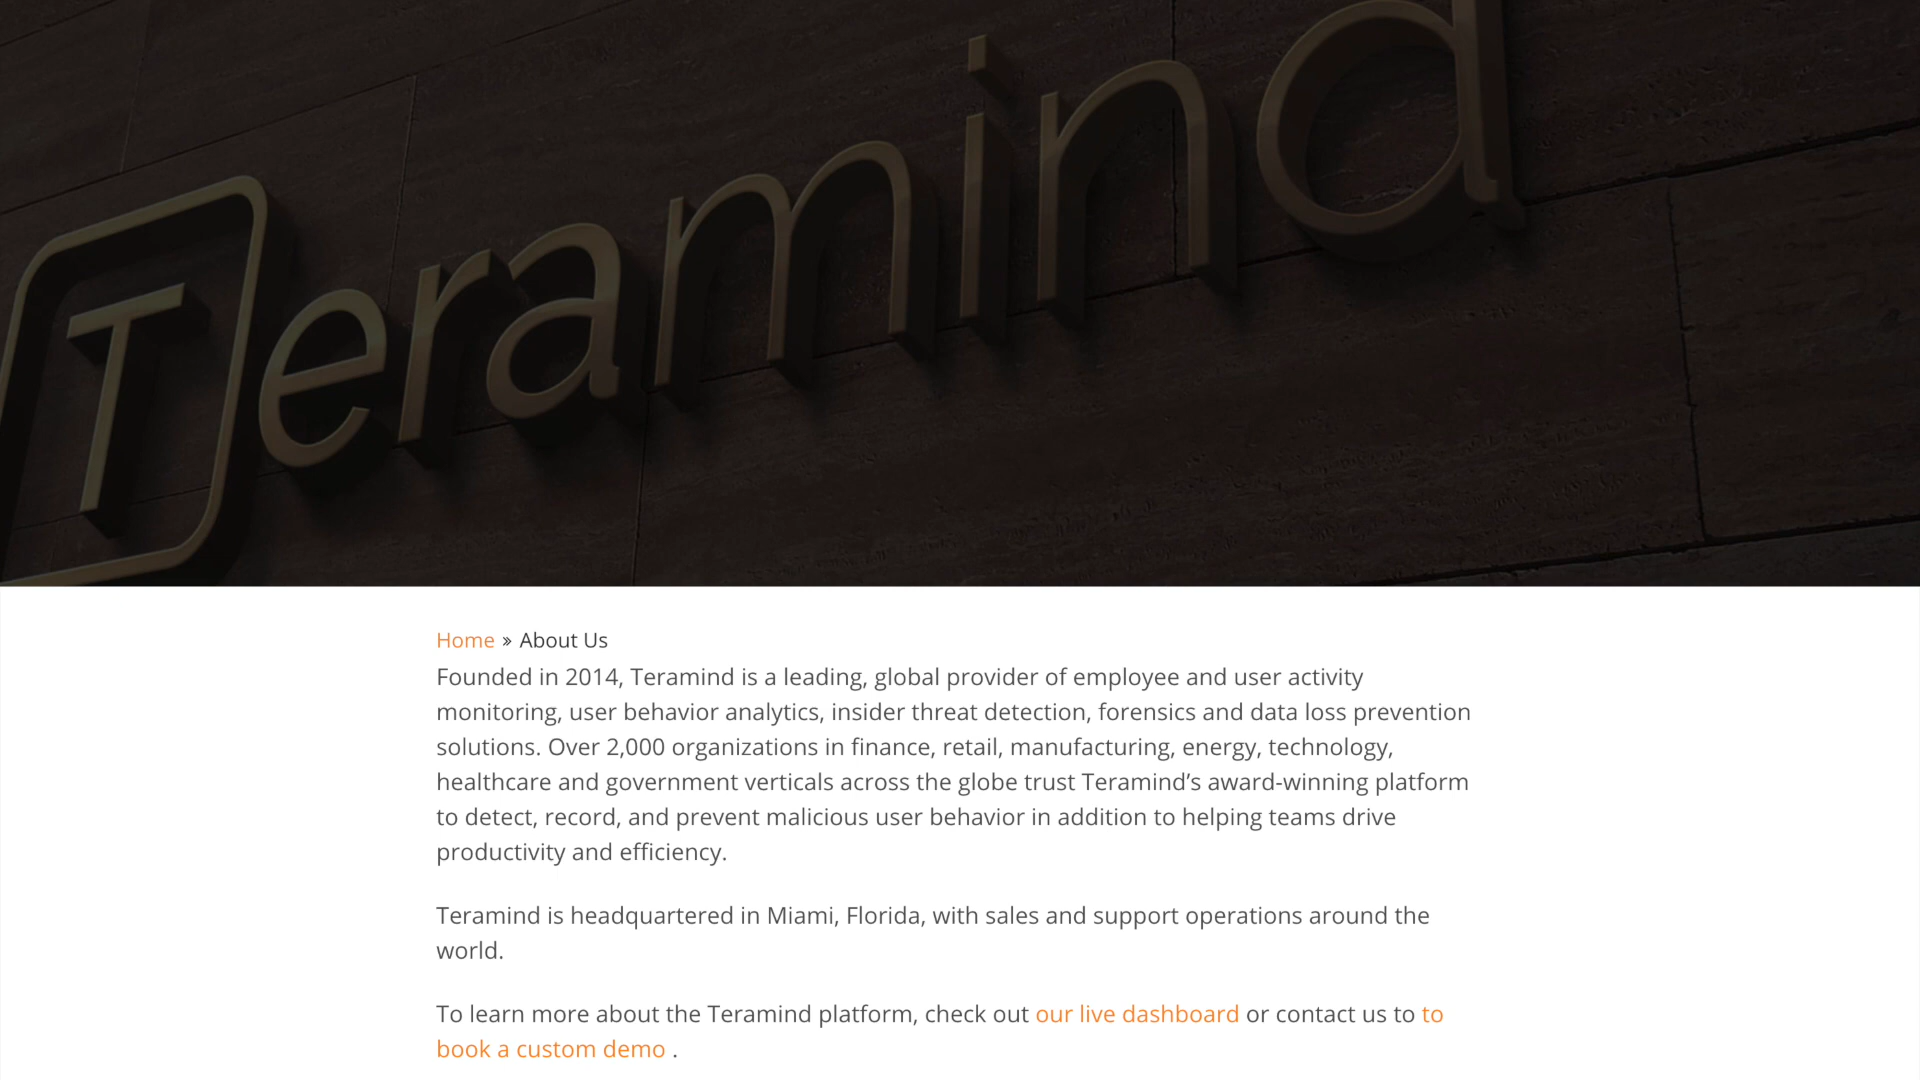 Teramind
Home » About Us
Founded in 2014, Teramind is a leading, global provider of employee and user activity
monitoring, user behavior analytics, insider threat detection, forensics and data loss prevention
solutions. Over 2,000 organizations in finance, retail, manufacturing, energy, technology,
healthcare and government verticals across the globe trust Teramind’s award-winning platform
to detect, record, and prevent malicious user behavior in addition to helping teams drive
productivity and efficiency.
Teramind is headquartered in Miami, Florida, with sales and support operations around the
world.
To learn more about the Teramind platform, check out our live dashboard or contact us to to
book a custom demo .